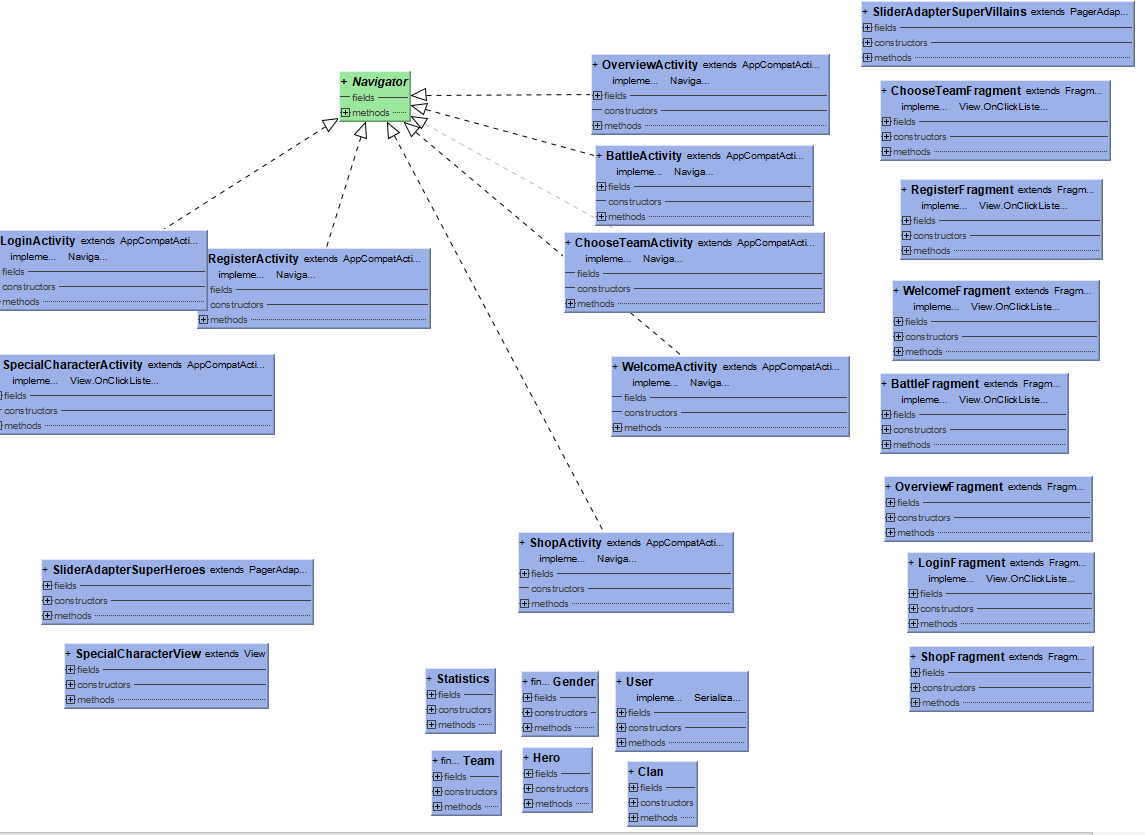 + SliderAdapterSuperVillains extends PagerAdap...
fields
constructors
methods
+ Navigator
fields
methods
+ OverviewActivity extends AppCompatActi...
impleme... Naviga...
fields
constructors
methods
+ ChooseTeamFragment extends Fragm...
impleme... View.OnClickListe...
fields
constructors
methods
+ BattleActivity extends AppCompatActi...
impleme... Naviga...
fields
constructors
methods
+ RegisterFragment extends Fragm...
impleme... View.OnClickListe...
fields
constructors
methods
LoginActivity extends AppCompatActi...
impleme... Naviga...
fields
constructors
methods
RegisterActivity extends AppCompatActi...
impleme... Naviga...
fields
constructors
methods
+ ChooseTeamActivity extends AppCompatActi...
impleme... Naviga...
fields
constructors
methods
+ WelcomeFragment extends Fragm...
impleme... View.OnClickListe...
fields
constructors
methods
SpecialCharacterActivity extends AppCompatActi...
impleme... View.OnClickListe...
fields
constructors
methods
+ WelcomeActivity extends AppCompatActi...
impleme... Naviga...
fields
constructors
methods
+ BattleFragment extends Fragm...
impleme... View.OnClickListe...
fields
constructors
methods
+ OverviewFragment extends Fragm...
fields
constructors
methods
+ ShopActivity extends AppCompatActi...
impleme... Naviga...
fields
constructors
methods
+ LoginFragment extends Fragm...
impleme... View.OnClickListe...
fields
constructors
methods
+ SliderAdapterSuperHeroes extends PagerAdap...
fields
constructors
methods
+ SpecialCharacterView extends View
fields
constructors
methods
+ ShopFragment extends Fragm...
fields
constructors
methods
+ Statistics
fields
constructors
methods
+ fin... Gender
fields
constructors
methods
+ User
impleme... Serializa...
fields
constructors
methods
+ fin... Team
fields
constructors
methods
+ Hero
fields
constructors
methods
+ Clan
fields
constructors
methods